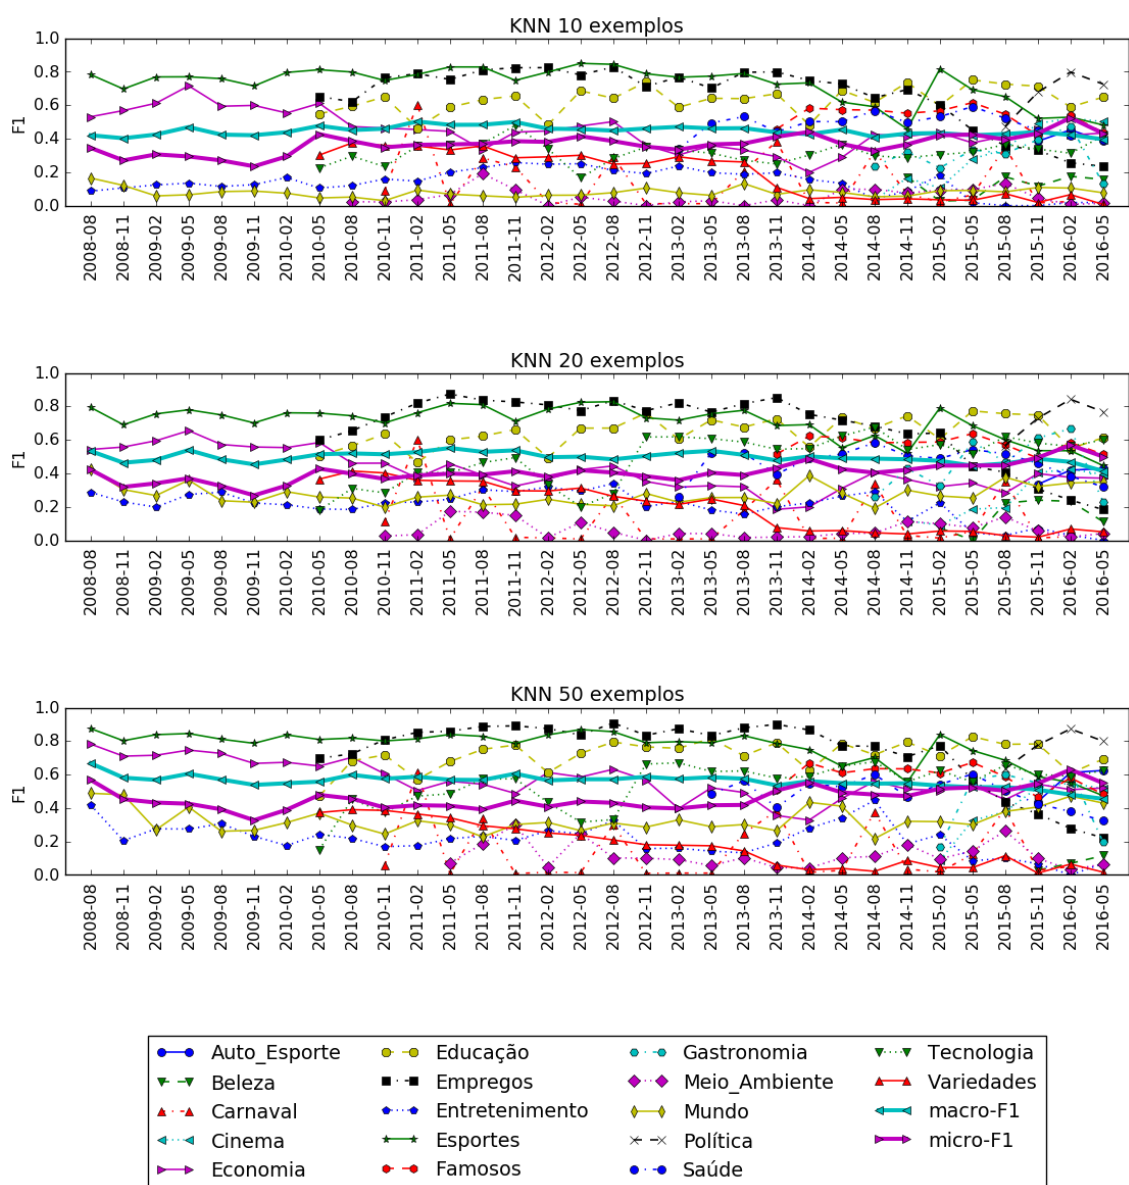 KNN 10 exemplos
1.0
0.8
0.6
0.4
0.2
0.0
F1
2008-08 2008-11 2009-02 2009-05 2009-08 2009-11 2010-02 2010-05 2010-08 2010-11 2011-02 2011-05 2011-08 2011-11 2012-02 2012-05 2012-08 2012-11 2013-02 2013-05 2013-08 2013-11 2014-02 2014-05 2014-08 2014-11 2015-02 2015-05 2015-08 2015-11 2016-02 2016-05
KNN 20 exemplos
1.0
0.8
0.6
0.4
0.2
0.0
F1
2008-08 2008-11 2009-02 2009-05 2009-08 2009-11 2010-02 2010-05 2010-08 2010-11 2011-02 2011-05 2011-08 2011-11 2012-02 2012-05 2012-08 2012-11 2013-02 2013-05 2013-08 2013-11 2014-02 2014-05 2014-08 2014-11 2015-02 2015-05 2015-08 2015-11 2016-02 2016-05
KNN 50 exemplos
1.0
0.8
0.6
0.4
0.2
0.0
F1
2008-08 2008-11 2009-02 2009-05 2009-08 2009-11 2010-02 2010-05 2010-08 2010-11 2011-02 2011-05 2011-08 2011-11 2012-02 2012-05 2012-08 2012-11 2013-02 2013-05 2013-08 2013-11 2014-02 2014-05 2014-08 2014-11 2015-02 2015-05 2015-08 2015-11 2016-02 2016-05
Auto_Esporte Educação Gastronomia Tecnologia
Beleza Empregos Meio_Ambiente Variedades
Carnaval Entretenimento Mundo macro-F1
Cinema Esportes Política micro-F1
Economia Famosos Saúde